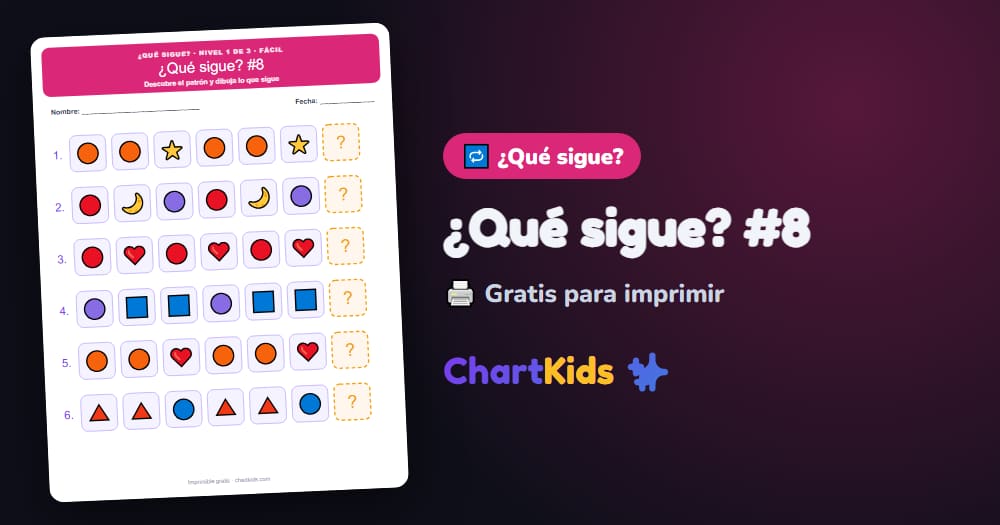 ¿QUÉ SIGUE? · NIVEL 1 DE 3 · FÁCIL
¿Qué sigue? #8
Descubre el patrón y dibuja lo que sigue
Nombre: ____________ Fecha: ____________
1. ?
2. ?
3. ?
4. ?
5. ?
6. ?
Imprimible gratis · chartkids.com
¿Qué sigue?
¿Qué sigue? #8
Gratis para imprimir
ChartKids